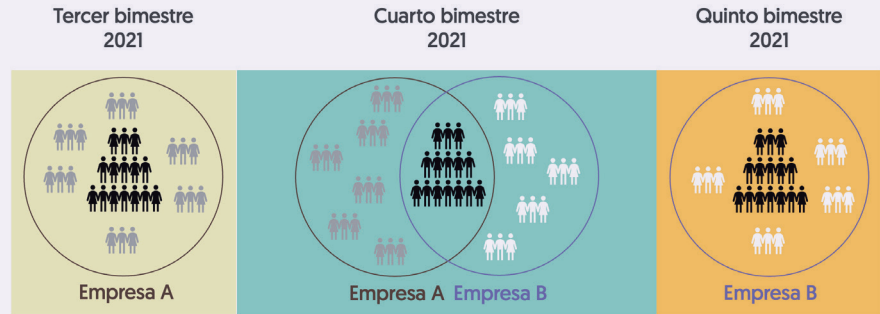 Tercer bimestre
2021
Cuarto bimestre
2021
Quinto bimestre
2021
Empresa A
Empresa A
Empresa B
Empresa B